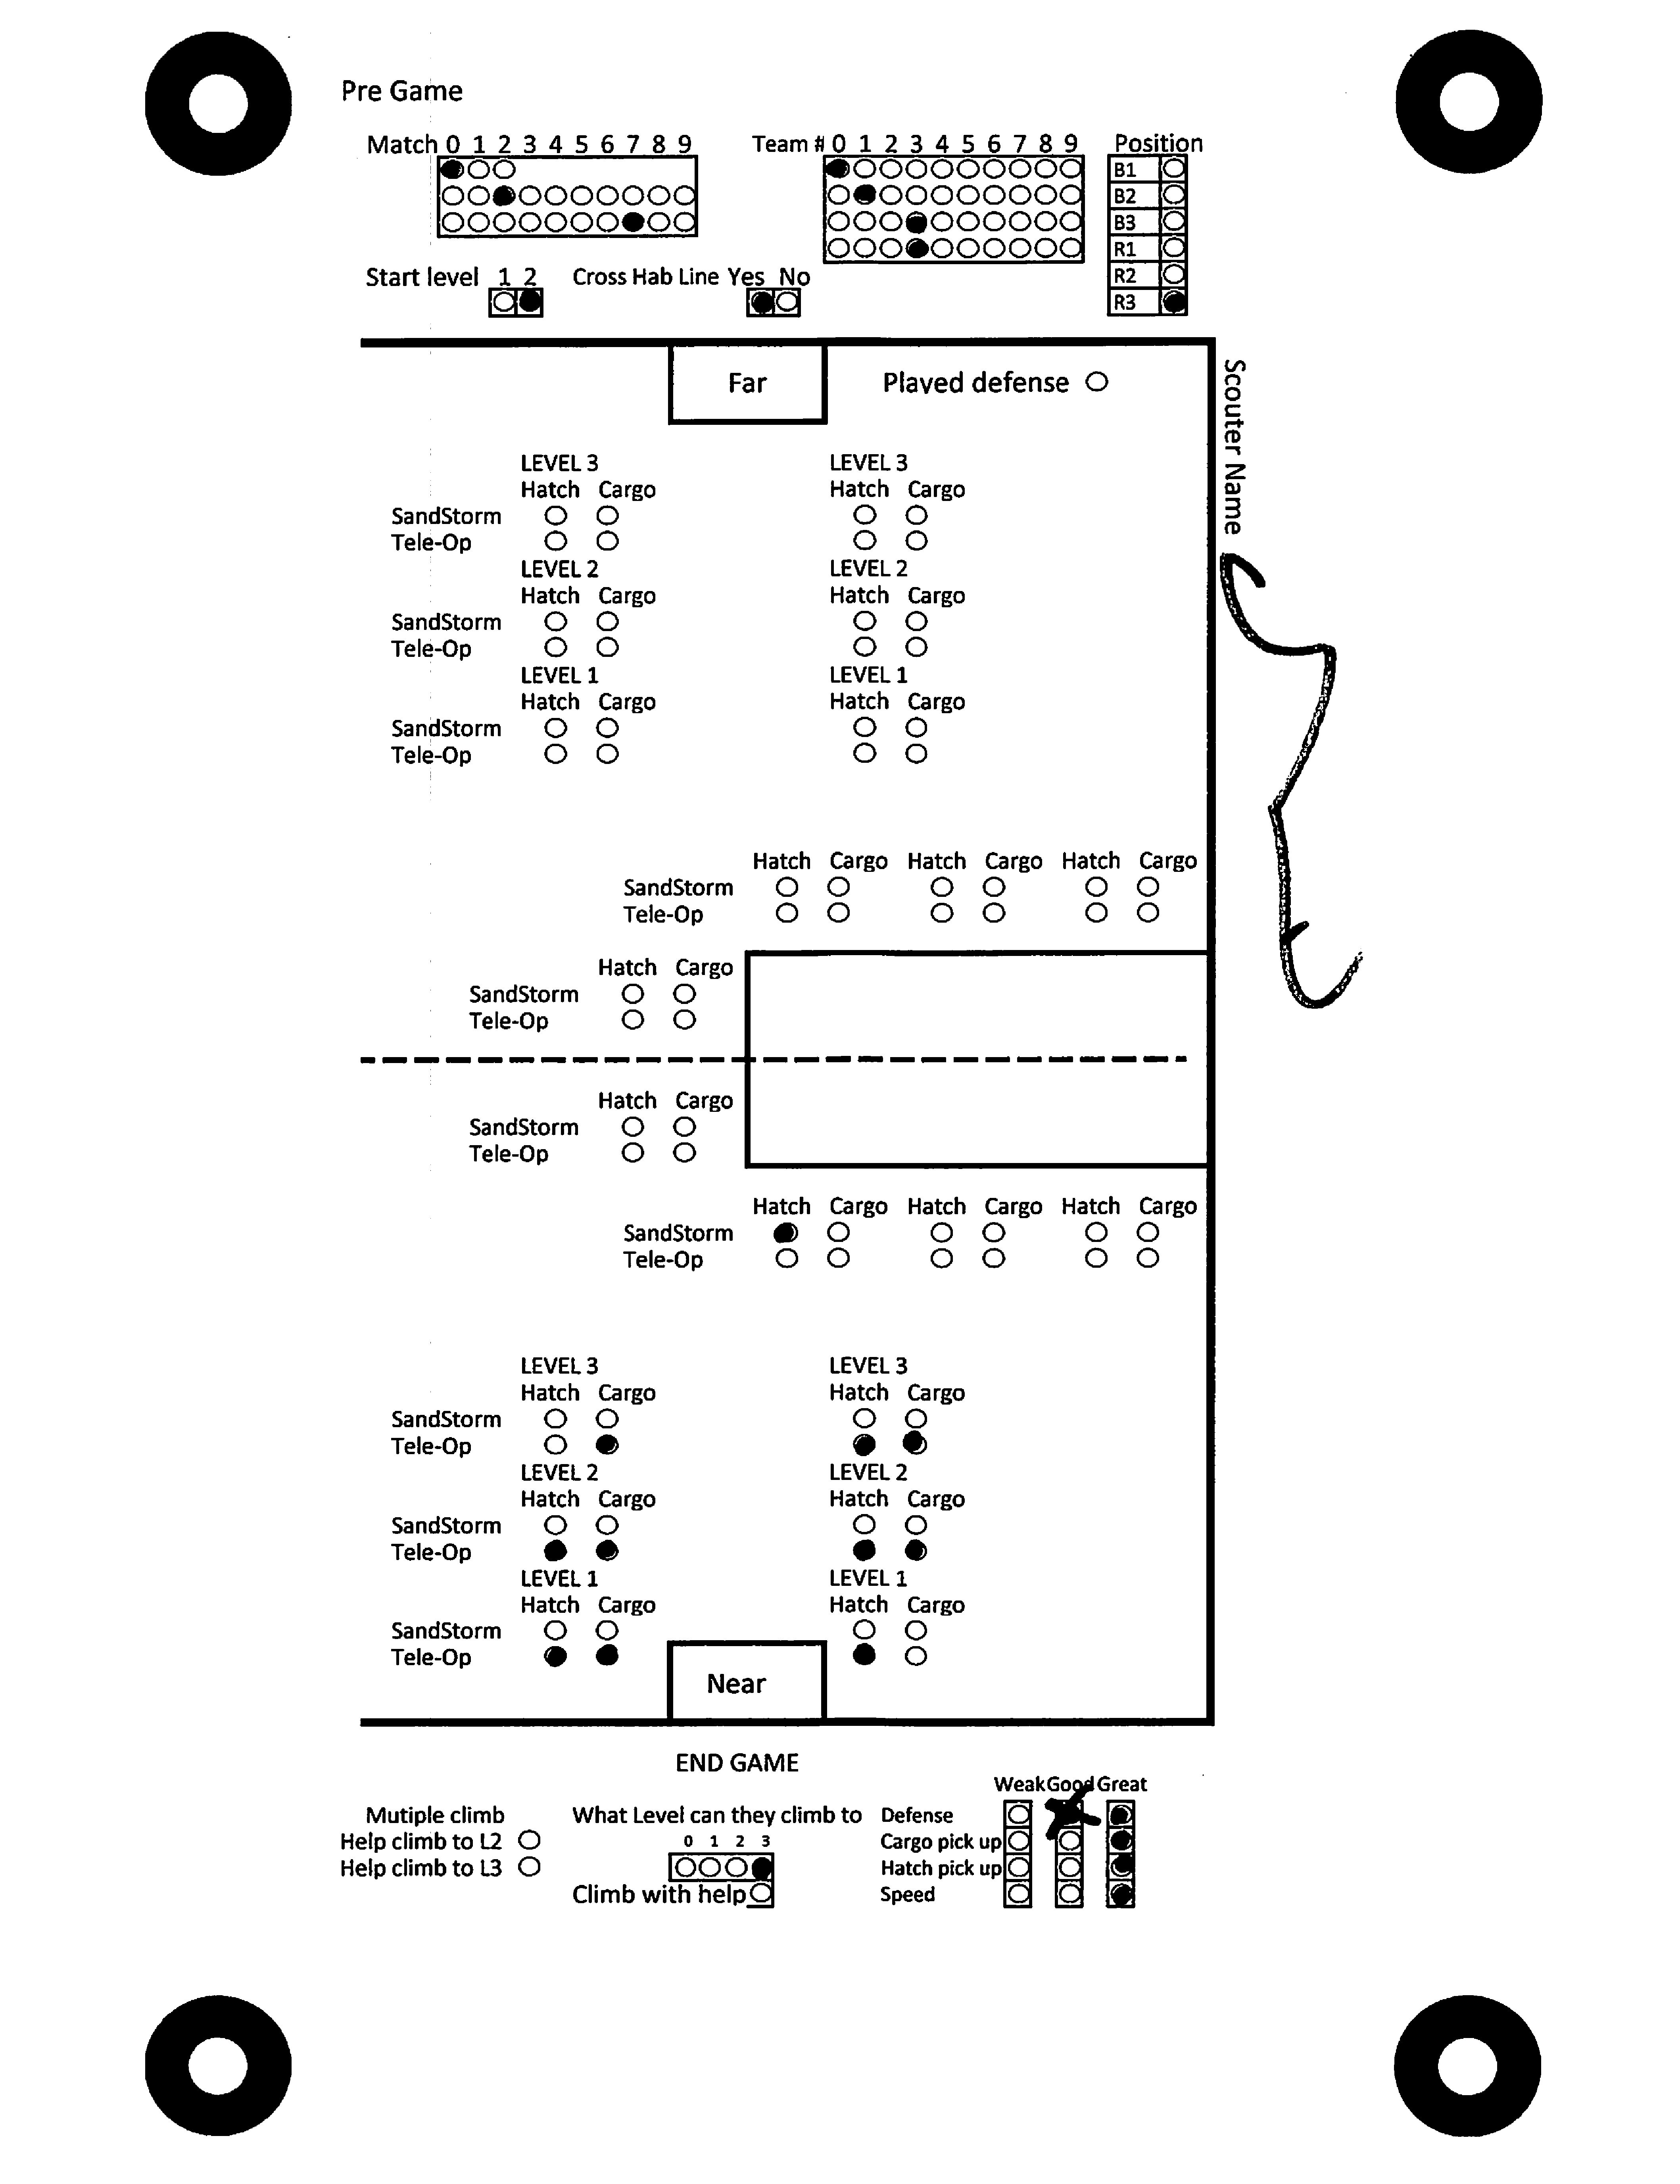 Pre Game
Match 0 1 2 3 4 5 6 7 8 9
Team # 0 1 2 3 4 5 6 7 8 9
Position
B1
B2
B3
R1
R2
R3
Start level 1 2
Cross Hab Line Yes No
Far
Played defense
Scouter Name
LEVEL 3 LEVEL 3
Hatch Cargo Hatch Cargo
SandStorm
Tele-Op
LEVEL 2 LEVEL 2
Hatch Cargo Hatch Cargo
SandStorm
Tele-Op
LEVEL 1 LEVEL 1
Hatch Cargo Hatch Cargo
SandStorm
Tele-Op
Hatch Cargo Hatch Cargo Hatch Cargo
SandStorm
Tele-Op
Hatch Cargo
SandStorm
Tele-Op
Hatch Cargo
SandStorm
Tele-Op
Hatch Cargo Hatch Cargo Hatch Cargo
SandStorm
Tele-Op
LEVEL 3 LEVEL 3
Hatch Cargo Hatch Cargo
SandStorm
Tele-Op
LEVEL 2 LEVEL 2
Hatch Cargo Hatch Cargo
SandStorm
Tele-Op
LEVEL 1 LEVEL 1
Hatch Cargo Hatch Cargo
SandStorm
Tele-Op
Near
END GAME
Mutiple climb
Help climb to L2
Help climb to L3
What Level can they climb to
0 1 2 3
Climb with help
Weak Good Great
Defense
Cargo pick up
Hatch pick up
Speed